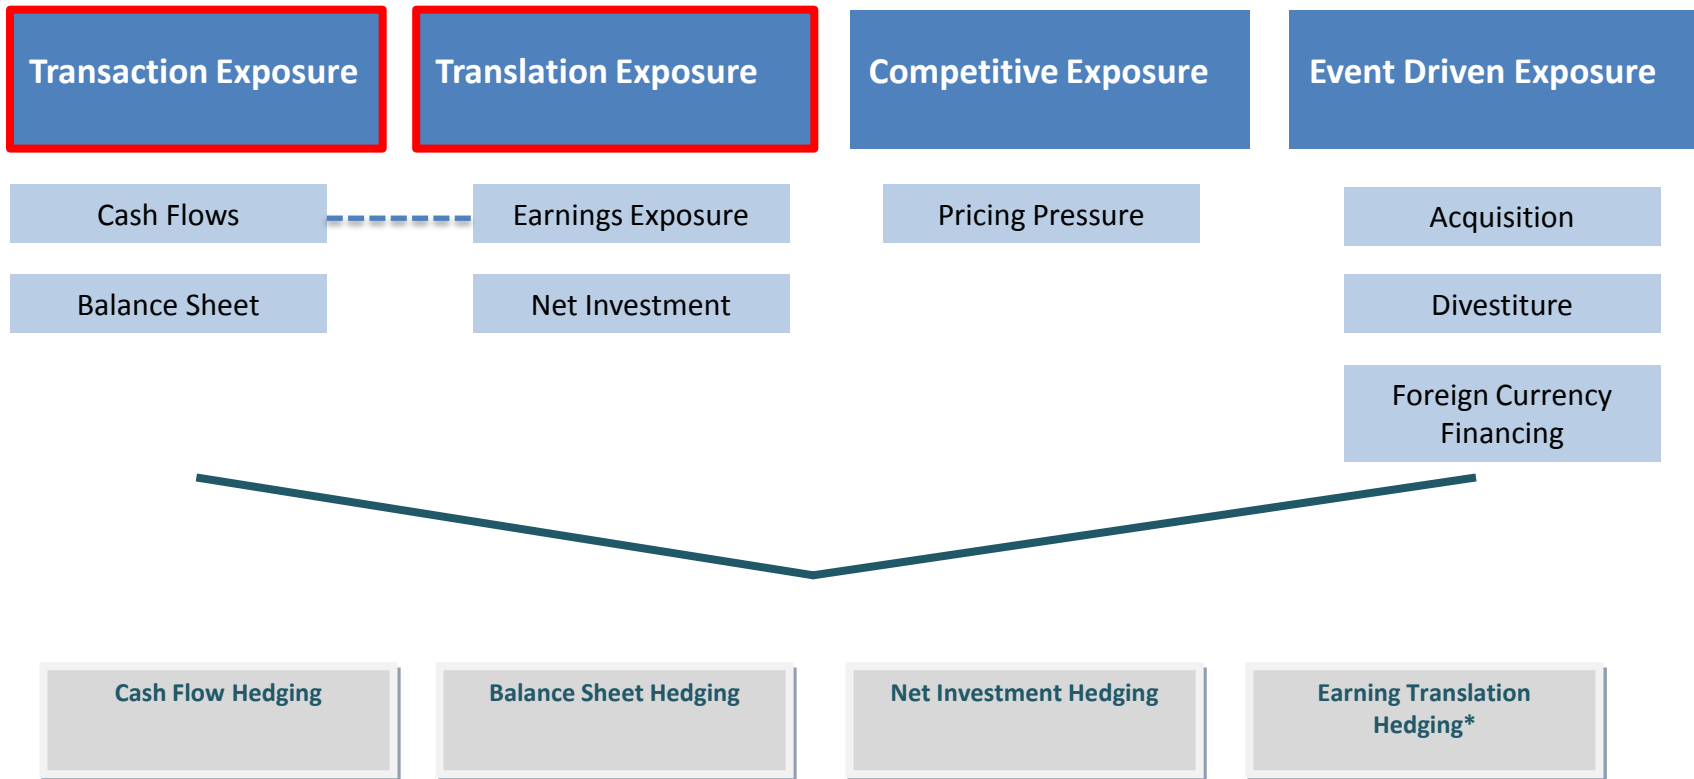 Transaction Exposure
Translation Exposure
Competitive Exposure
Event Driven Exposure
Cash Flows
Earnings Exposure
Pricing Pressure
Acquisition
Balance Sheet
Net Investment
Divestiture
Foreign Currency
Financing
Cash Flow Hedging
Balance Sheet Hedging
Net Investment Hedging
Earning Translation
Hedging*